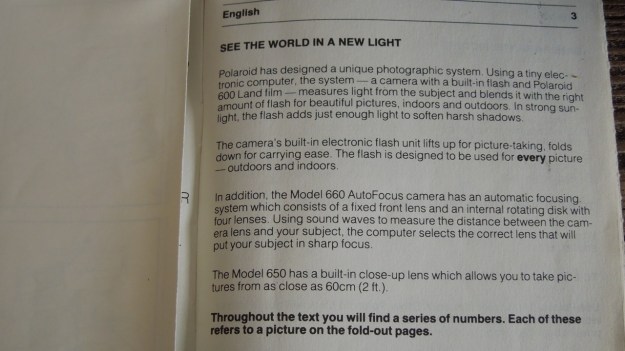 English 3
SEE THE WORLD IN A NEW LIGHT
Polaroid has designed a unique photographic system. Using a tiny elec-
tronic computer, the system — a camera with a built-in flash and Polaroid
600 Land film — measures light from the subject and blends it with the right
amount of flash for beautiful pictures, indoors and outdoors. In strong sun-
light, the flash adds just enough light to soften harsh shadows.
The camera's built-in electronic flash unit lifts up for picture-taking, folds
down for carrying ease. The flash is designed to be used for every picture
— outdoors and indoors.
In addition, the Model 660 AutoFocus camera has an automatic focusing
system which consists of a fixed front lens and an internal rotating disk with
four lenses. Using sound waves to measure the distance between the cam-
era lens and your subject, the computer selects the correct lens that will
put your subject in sharp focus.
The Model 650 has a built-in close-up lens which allows you to take pic-
tures from as close as 60cm (2 ft.).
Throughout the text you will find a series of numbers. Each of these
refers to a picture on the fold-out pages.